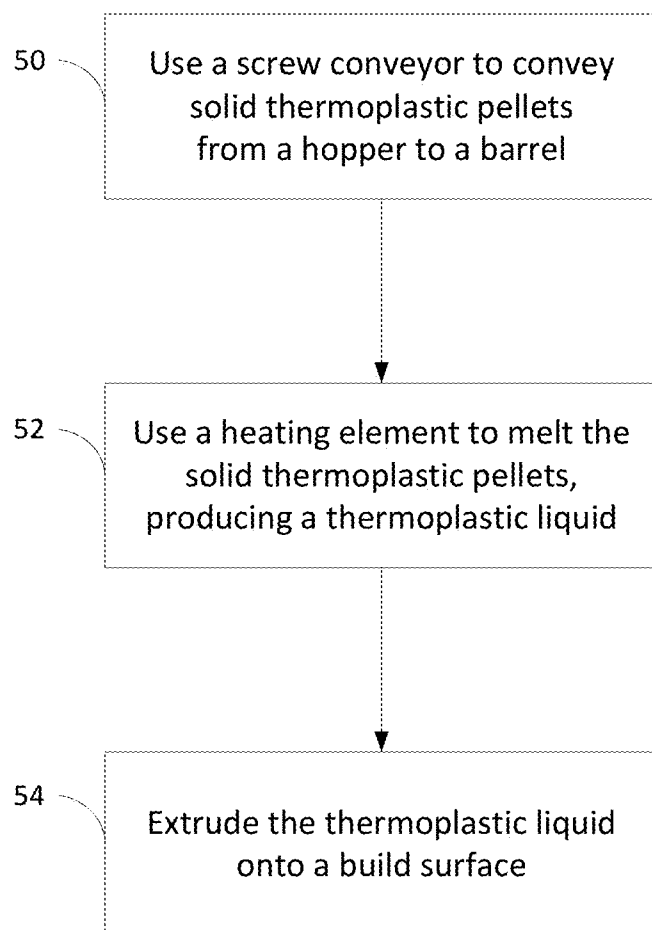 50
Use a screw conveyor to convey
solid thermoplastic pellets
from a hopper to a barrel
52
Use a heating element to melt the
solid thermoplastic pellets,
producing a thermoplastic liquid
54
Extrude the thermoplastic liquid
onto a build surface